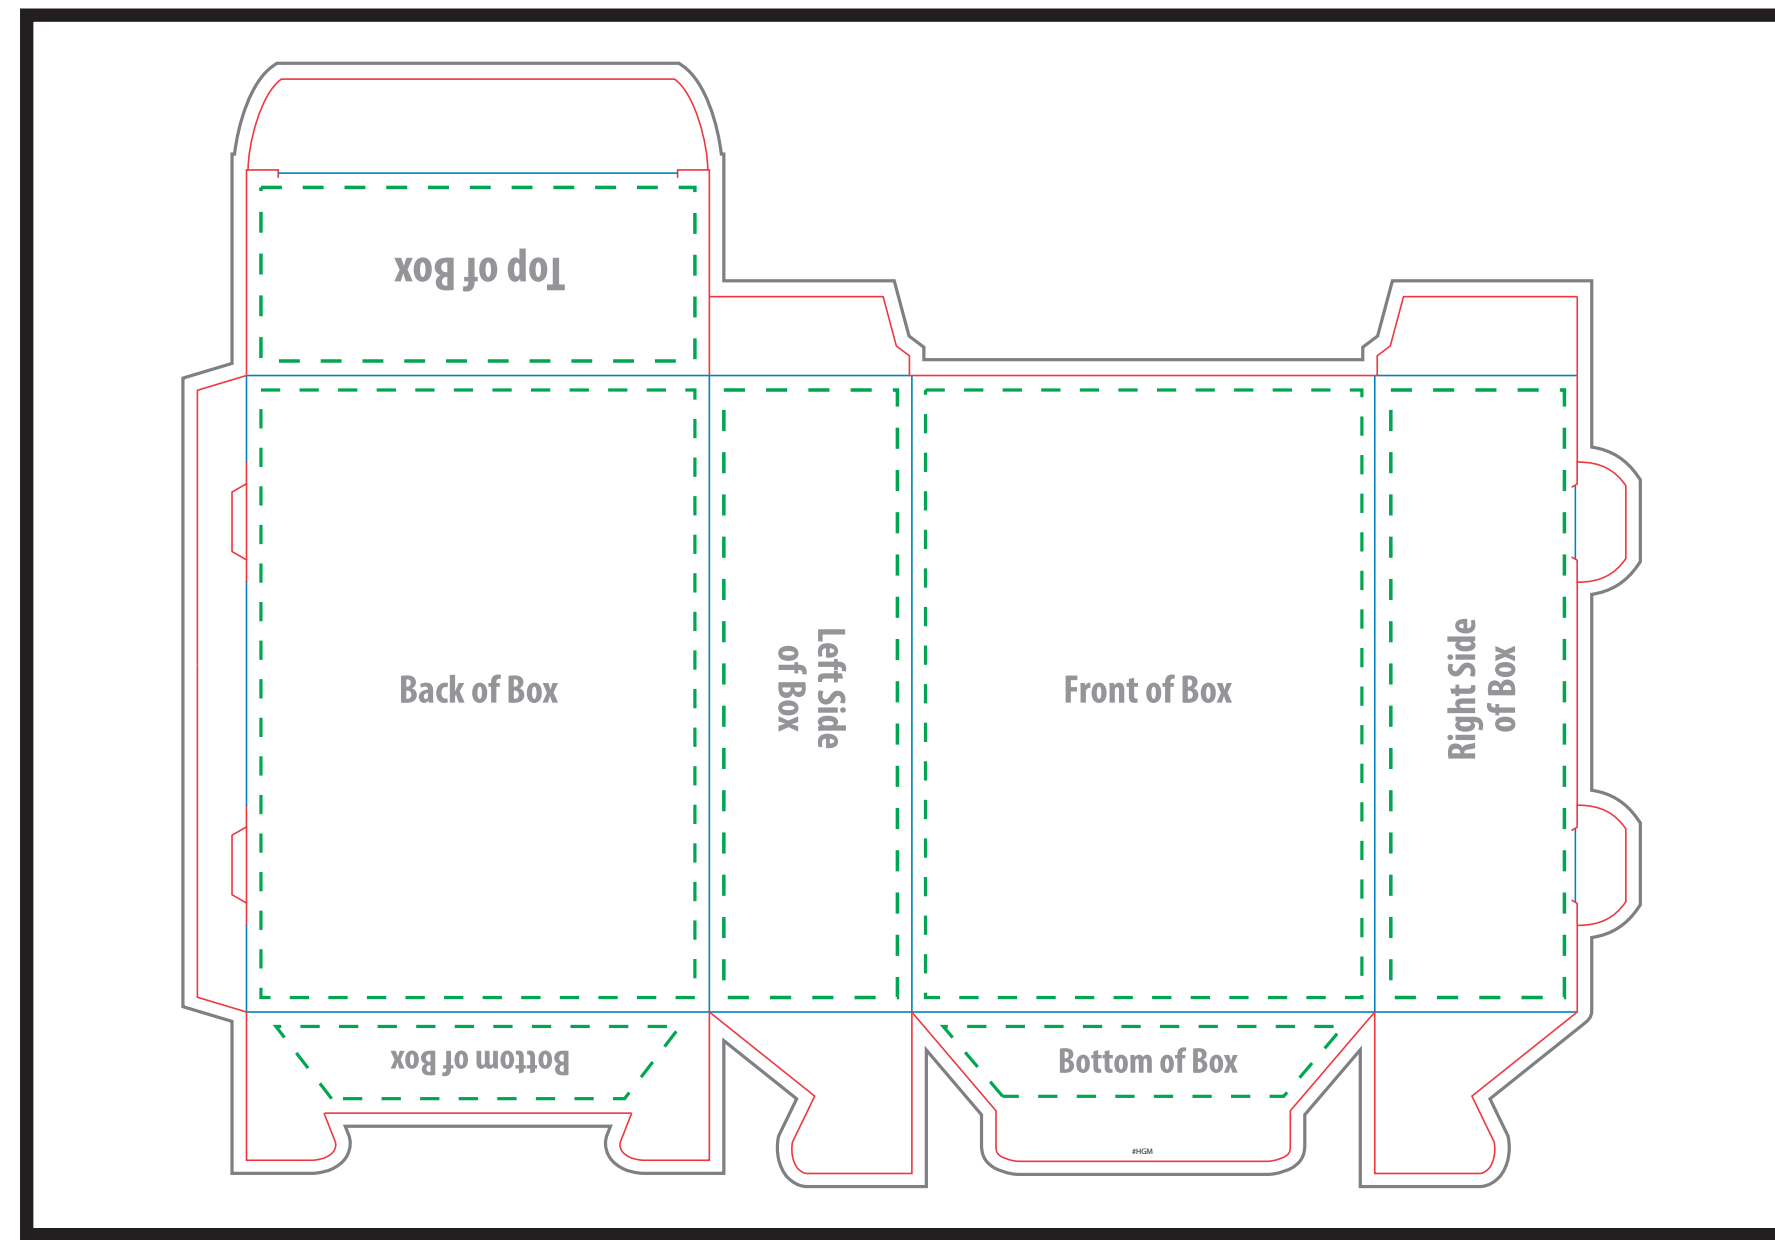 Top of Box
Back of Box
Left Side
of Box
Front of Box
Right Side
of Box
Bottom of Box
Bottom of Box
#HGM